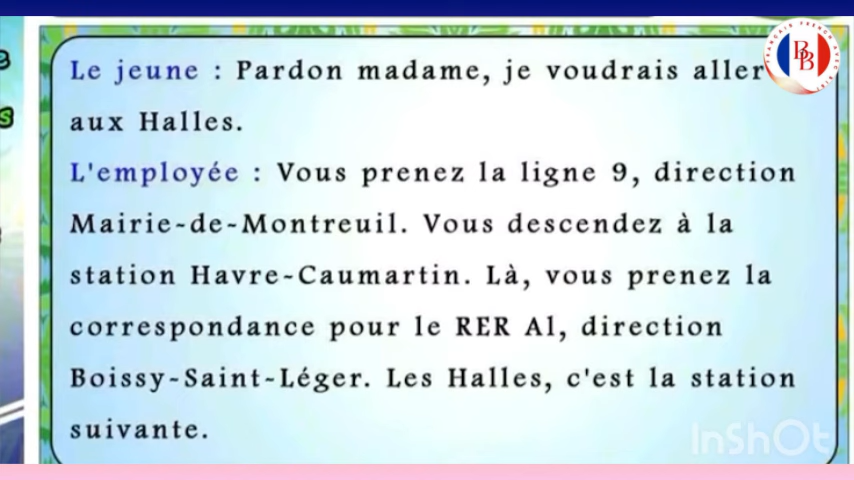 Le jeune : Pardon madame, je voudrais aller
aux Halles.
L'employée : Vous prenez la ligne 9, direction
Mairie-de-Montreuil. Vous descendez à la
station Havre-Caumartin. Là, vous prenez la
correspondance pour le RER A1, direction
Boissy-Saint-Léger. Les Halles, c'est la station
suivante.
InShOt
BB